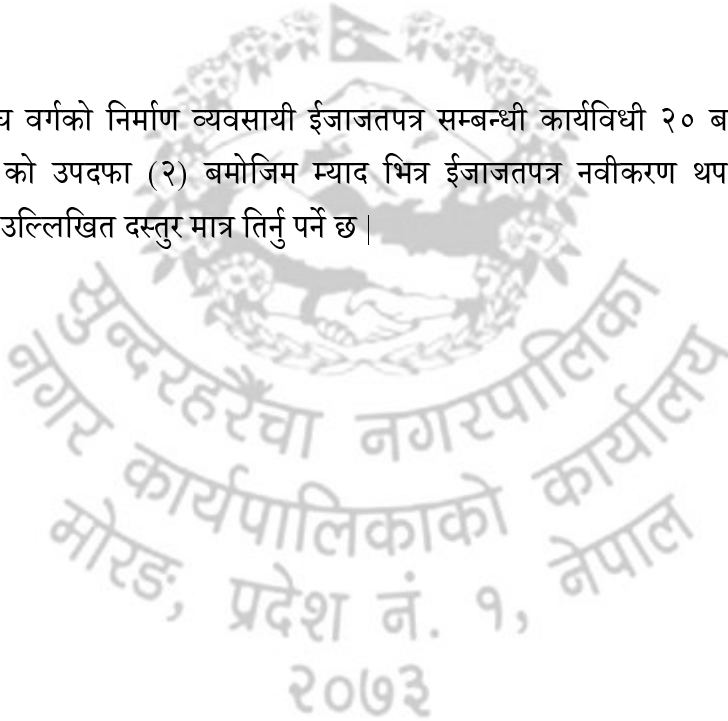 घ वर्गको निर्माण व्यवसायी ईजाजतपत्र सम्बन्धी कार्यविधी २० ब
को उपदफा (२) बमोजिम म्याद भित्र ईजाजतपत्र नवीकरण थप
उल्लिखित दस्तुर मात्र तिर्नु पर्ने छ |
सुन्दरहरैंचा नगरपालिका
नगर कार्यपालिकाको कार्यालय
मोरङ, प्रदेश नं. १, नेपाल
२०७३